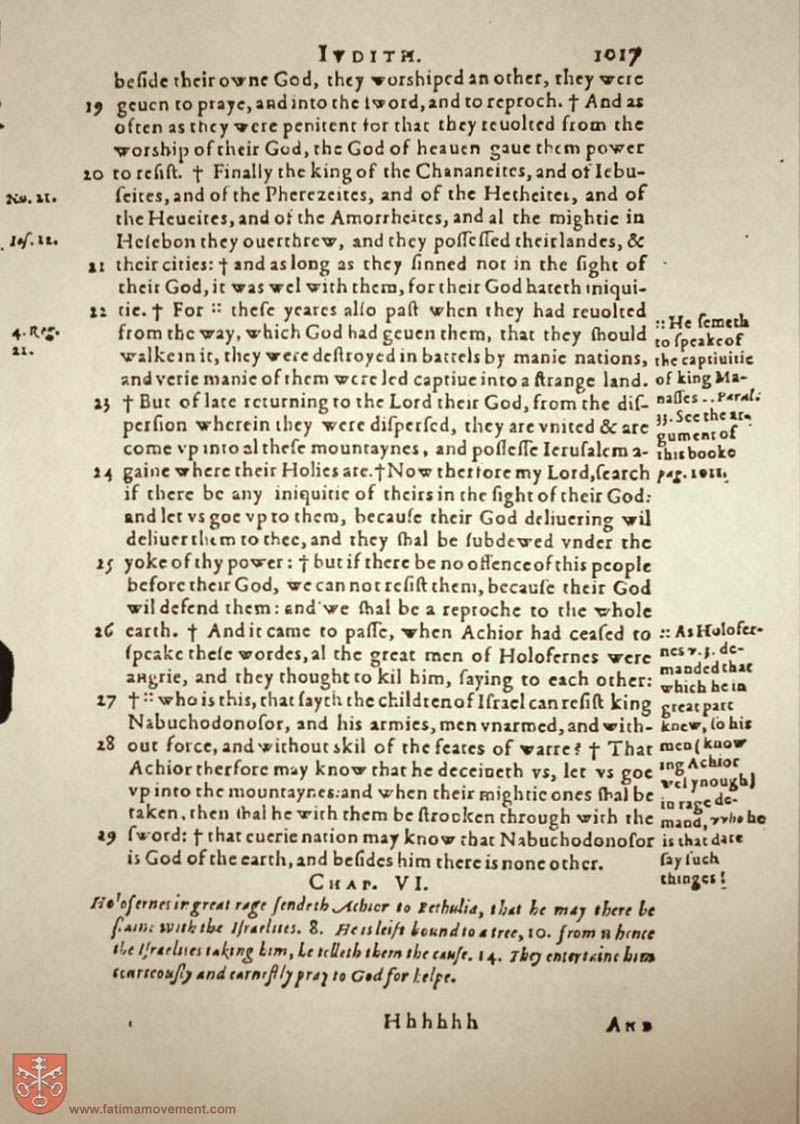 IVDITH. 1017
beſide their owne God, they worſhiped an other, they were
19 geuen to praye, and into the ſword, and to reproch. † And as
often as they were penitent for that they reuolted from the
worſhip of their God, the God of heauen gaue them power
20 to reſiſt. † Finally the king of the Chananeites, and of Iebu-
ſeites, and of the Pherezeites, and of the Hetheites, and of
Nu. 21.
the Heueites, and of the Amorrheites, and al the mightie in
Heſebon they ouerthrew, and they poſſeſſed their landes, &
Ioſ. 12.
21 their cities: † and as long as they ſinned not in the ſight of
their God, it was wel with them, for their God hateth iniqui-
22 tie. † For :: theſe yeares alſo paſt when they had reuolted
from the way, which God had geuen them, that they ſhould
4. Reg.
21.
walke in it, they were deſtroyed in battels by manie nations,
and verie manie of them were led captiue into a ſtrange land.
23 † But of late returning to the Lord their God, from the diſ-
perſion wherein they were diſperſed, they are vnited & are
come vp into al theſe mountaynes, and poſſeſſe Ieruſalem a-
24 gaine where their Holies are. † Now therfore my Lord, ſearch
if there be any iniquitie of theirs in the ſight of their God:
and let vs goe vp to them, becauſe their God deliuering wil
deliuer them to thee, and they ſhal be ſubdewed vnder the
25 yoke of thy power: † but if there be no offence of this people
before their God, we can not reſiſt them, becauſe their God
wil defend them: and we ſhal be a reproche to the whole
26 earth. † And it came to paſſe, when Achior had ceaſed to
ſpeake theſe wordes, al the great men of Holofernes were
angrie, and they thought to kil him, ſaying to each other:
27 † :: who is this, that ſayth the children of Iſrael can reſiſt king
Nabuchodonoſor, and his armies, men vnarmed, and with-
28 out force, and without skil of the feates of warre? † That
Achior therfore may know that he deceiueth vs, let vs goe
vp into the mountaynes: and when their mightie ones ſhal be
taken, then ſhal he with them be ſtrocken through with the
29 ſword: † that euerie nation may know that Nabuchodonoſor
is God of the earth, and beſides him there is none other.
:: He ſemeth
to ſpeake of
the captiuitie
of king Ma-
naſſes .. Paral.
33. See the ar-
gument of
this booke
pag. 1011.
:: As Holofer-
nes v. 3. de-
manded that
which he in
great part
knew, ſo his
men (know
ing Achior
wel ynough)
in rage de-
mand, who he
is that dare
ſay ſuch
thinges!
CHAP. VI.
Holofernes in great rage ſendeth Achior to Bethulia, that he may there be
ſlaine with the Iſraelites. 8. He is leift bound to a tree, 10. from whence
the Iſraelites taking him, he telleth them the cauſe. 14. They entertaine him
courteouſly and earneſtly pray to God for helpe.
Hhhhhh AND
www.fatimamovement.com